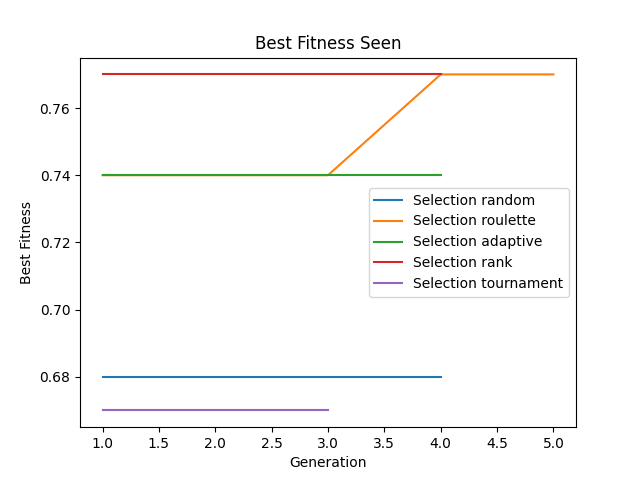 Best Fitness Seen
Best Fitness
0.76
0.74
0.72
0.70
0.68
Selection random
Selection roulette
Selection adaptive
Selection rank
Selection tournament
1.0 1.5 2.0 2.5 3.0 3.5 4.0 4.5 5.0
Generation